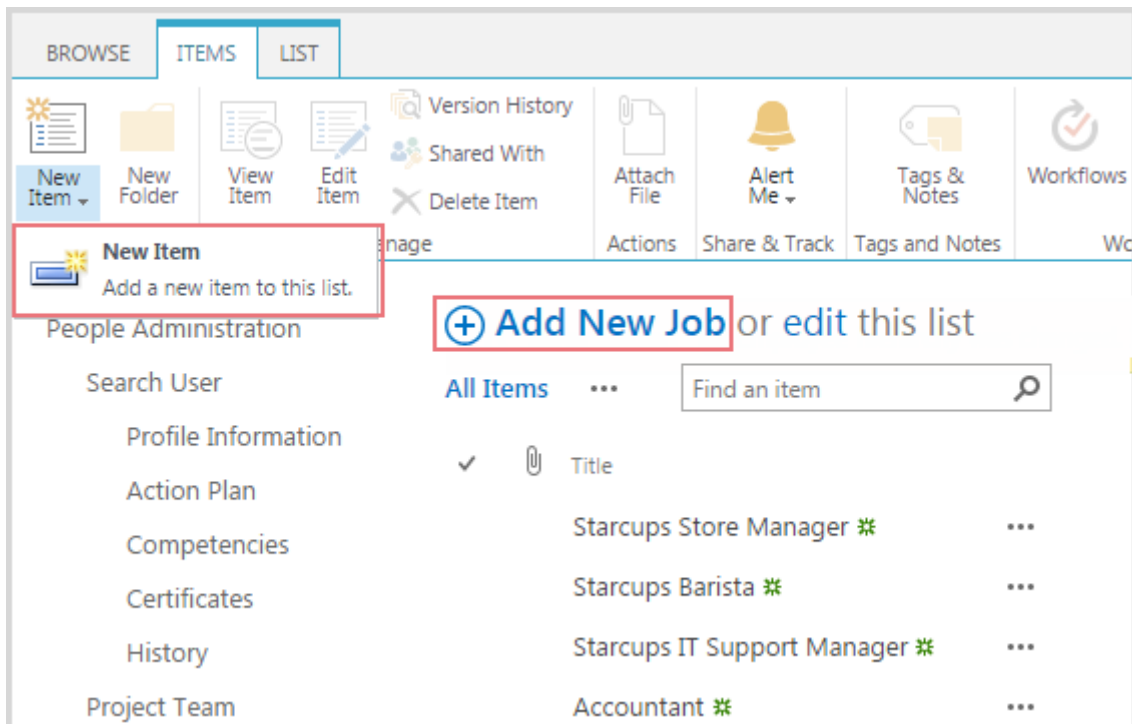 BROWSE ITEMS LIST
New Item
New Folder
View Item
Edit Item
Version History
Shared With
Delete Item
Attach File
Alert Me
Tags & Notes
Workflows
nage
Actions
Share & Track
Tags and Notes
Wo
New Item
Add a new item to this list.
People Administration
Search User
Profile Information
Action Plan
Competencies
Certificates
History
Project Team
Add New Job or edit this list
All Items ••• Find an item
Title
Starcups Store Manager •••
Starcups Barista •••
Starcups IT Support Manager •••
Accountant •••